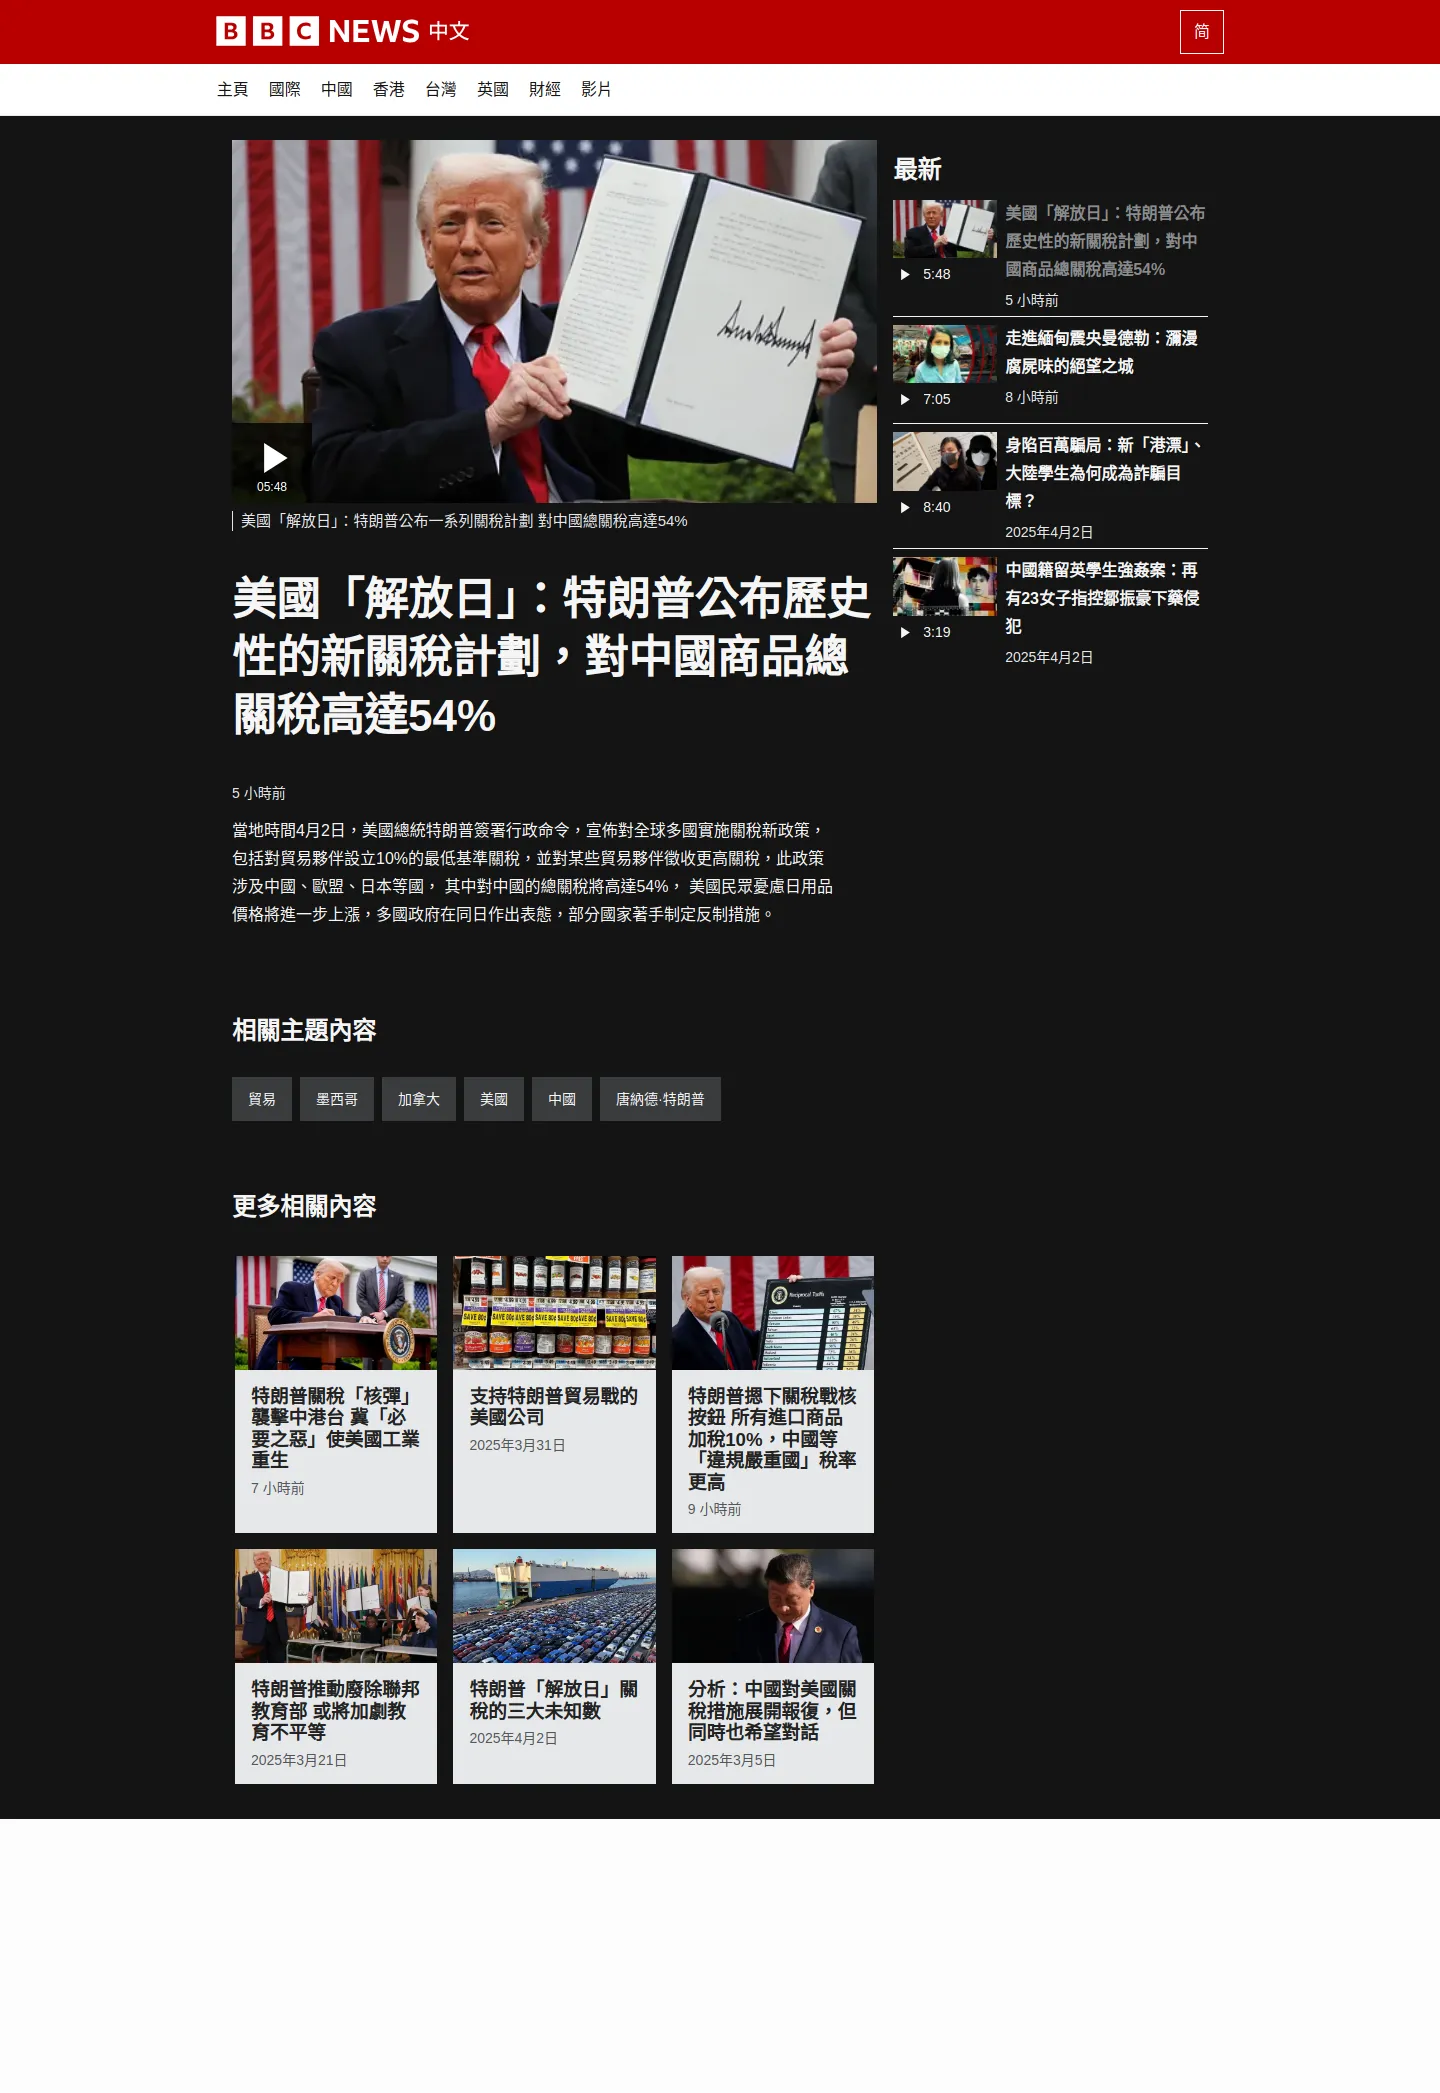 BBC NEWS 中文
简
主頁 國際 中國 香港 台灣 英國 財經 影片
05:48
美國「解放日」：特朗普公布一系列關稅計劃 對中國總關稅高達54%
美國「解放日」：特朗普公布歷史
性的新關稅計劃，對中國商品總
關稅高達54%
5 小時前
當地時間4月2日，美國總統特朗普簽署行政命令，宣佈對全球多國實施關稅新政策，
包括對貿易夥伴設立10%的最低基準關稅，並對某些貿易夥伴徵收更高關稅，此政策
涉及中國、歐盟、日本等國， 其中對中國的總關稅將高達54%， 美國民眾憂慮日用品
價格將進一步上漲，多國政府在同日作出表態，部分國家著手制定反制措施。
最新
美國「解放日」：特朗普公布
歷史性的新關稅計劃，對中
國商品總關稅高達54%
5:48
5 小時前
走進緬甸震央曼德勒：瀰漫
腐屍味的絕望之城
7:05
8 小時前
身陷百萬騙局：新「港漂」、
大陸學生為何成為詐騙目
標？
8:40
2025年4月2日
中國籍留英學生強姦案：再
有23女子指控鄒振豪下藥侵
犯
3:19
2025年4月2日
相關主題內容
貿易 墨西哥 加拿大 美國 中國 唐納德·特朗普
更多相關內容
SAVE 80¢ SAVE 80¢ SAVE 80¢ SAVE 80¢ SAVE 80¢ SAVE 80¢ SAVE 80¢
Reciprocal Tariffs
特朗普關稅「核彈」
襲擊中港台 冀「必
要之惡」使美國工業
重生
7 小時前
支持特朗普貿易戰的
美國公司
2025年3月31日
特朗普摁下關稅戰核
按鈕 所有進口商品
加稅10%，中國等
「違規嚴重國」稅率
更高
9 小時前
特朗普推動廢除聯邦
教育部 或將加劇教
育不平等
2025年3月21日
特朗普「解放日」關
稅的三大未知數
2025年4月2日
分析：中國對美國關
稅措施展開報復，但
同時也希望對話
2025年3月5日